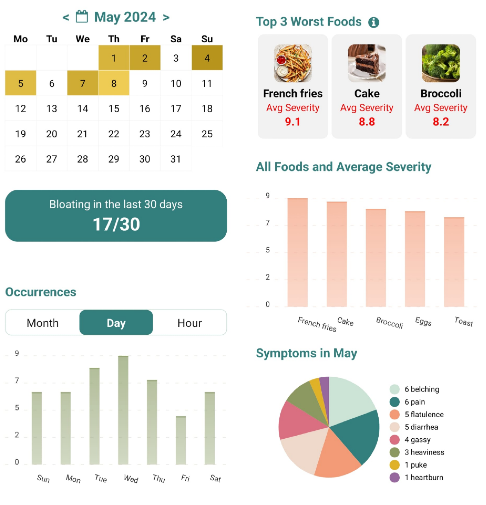 < May 2024 >
Mo Tu We Th Fr Sa Su
1 2 3 4
5 6 7 8 9 10 11
12 13 14 15 16 17 18
19 20 21 22 23 24 25
26 27 28 29 30 31
Bloating in the last 30 days
17/30
Occurrences
Month Day Hour
9
7
5
2
0
Sun Mon Tue Wed Thu Fri Sat
Top 3 Worst Foods i
French fries
Avg Severity
9.1
Cake
Avg Severity
8.8
Broccoli
Avg Severity
8.2
All Foods and Average Severity
9
7
5
2
0
French fries Cake Broccoli Eggs Toast
Symptoms in May
6 belching
6 pain
5 flatulence
5 diarrhea
4 gassy
3 heaviness
1 puke
1 heartburn